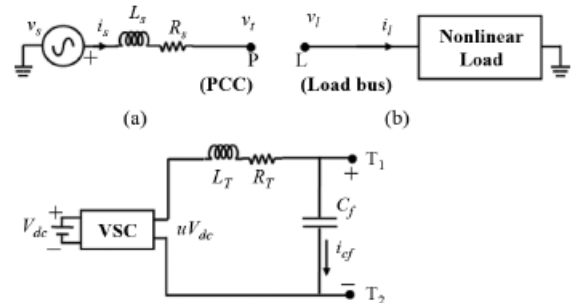 v_s i_s L_s R_s v_t P (PCC)
(a)
v_l i_l L (Load bus) Nonlinear Load
(b)
L_T R_T T_1
+
C_f
V_dc + − VSC uV_dc
i_cf
−
T_2